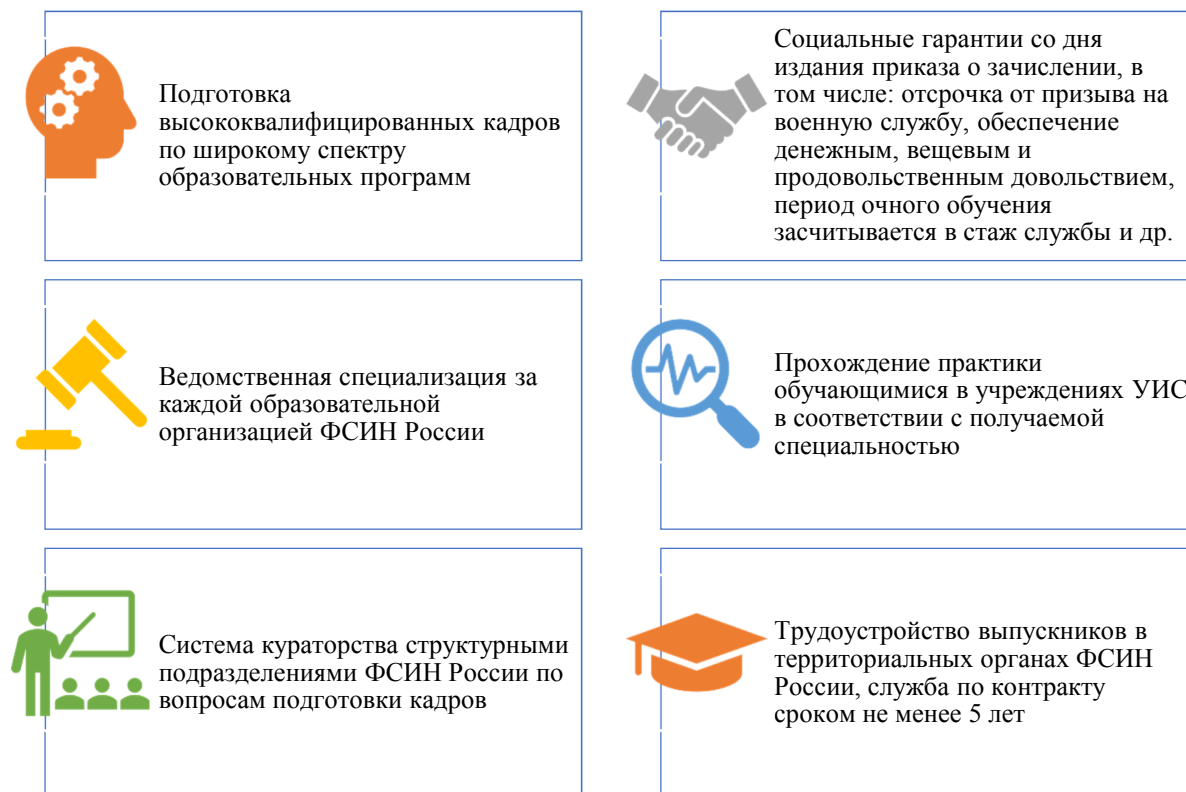 Подготовка
высококвалифицированных кадров
по широкому спектру
образовательных программ
Социальные гарантии со дня
издания приказа о зачислении, в
том числе: отсрочка от призыва на
военную службу, обеспечение
денежным, вещевым и
продовольственным довольствием,
период очного обучения
засчитывается в стаж службы и др.
Ведомственная специализация за
каждой образовательной
организацией ФСИН России
Прохождение практики
обучающимися в учреждениях УИС
в соответствии с получаемой
специальностью
Система кураторства структурными
подразделениями ФСИН России по
вопросам подготовки кадров
Трудоустройство выпускников в
территориальных органах ФСИН
России, служба по контракту
сроком не менее 5 лет